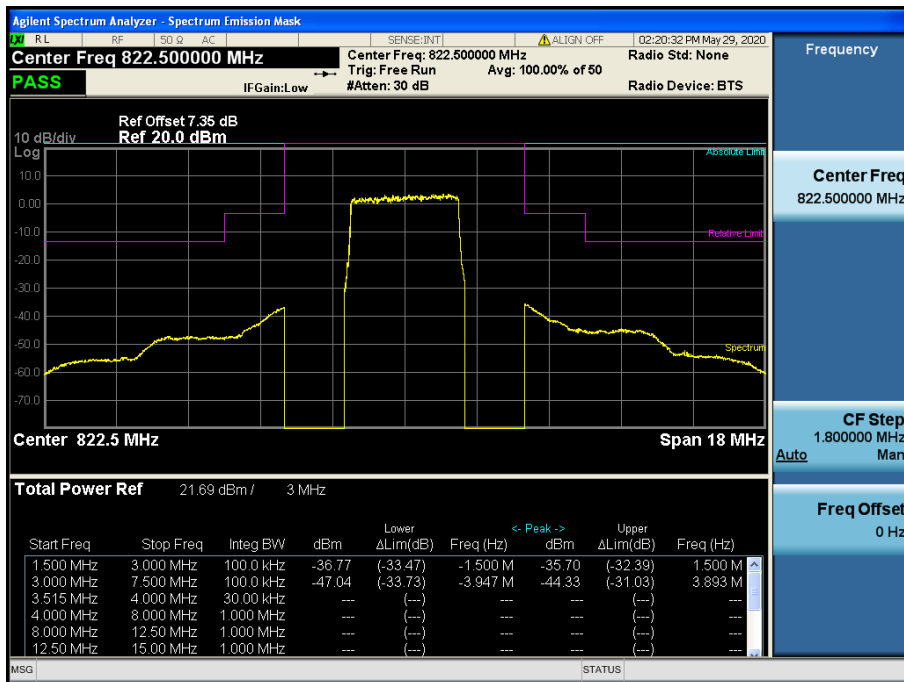 Agilent Spectrum Analyzer - Spectrum Emission Mask
LXI RL RF 50 Ω AC SENSE:INT ALIGN OFF 02:20:32 PM May 29, 2020
Center Freq 822.500000 MHz
Center Freq: 822.500000 MHz
Radio Std: None
Trig: Free Run
Avg: 100.00% of 50
PASS
IFGain:Low
#Atten: 30 dB
Radio Device: BTS
Ref Offset 7.35 dB
10 dB/div Ref 20.0 dBm
Log
Absolute Limit
10.0
0.00
-10.0
Relative Limit
-20.0
-30.0
-40.0
-50.0
Spectrum
-60.0
-70.0
Center 822.5 MHz Span 18 MHz
Total Power Ref 21.69 dBm / 3 MHz
Lower <- Peak -> Upper
Start Freq Stop Freq Integ BW dBm ΔLim(dB) Freq (Hz) dBm ΔLim(dB) Freq (Hz)
1.500 MHz 3.000 MHz 100.0 kHz -36.77 (-33.47) -1.500 M -35.70 (-32.39) 1.500 M
3.000 MHz 7.500 MHz 100.0 kHz -47.04 (-33.73) -3.947 M -44.33 (-31.03) 3.893 M
3.515 MHz 4.000 MHz 30.00 kHz --- (---) --- --- (---) ---
4.000 MHz 8.000 MHz 1.000 MHz --- (---) --- --- (---) ---
8.000 MHz 12.50 MHz 1.000 MHz --- (---) --- --- (---) ---
12.50 MHz 15.00 MHz 1.000 MHz --- (---) --- --- (---) ---
MSG STATUS
Frequency
Center Freq
822.500000 MHz
CF Step
1.800000 MHz
Auto Man
Freq Offset
0 Hz